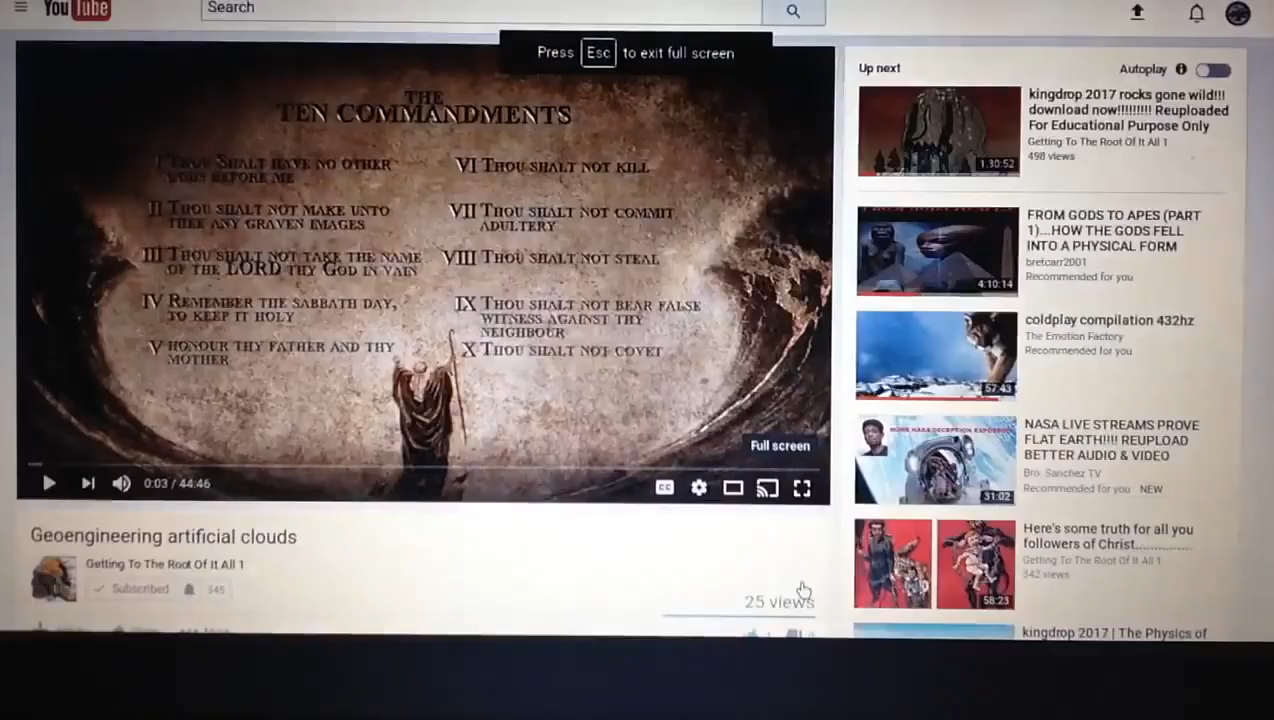 YouTube
Search
Press Esc to exit full screen
THE
TEN COMMANDMENTS
I THOU SHALT HAVE NO OTHER
GODS BEFORE ME
II THOU SHALT NOT MAKE UNTO
THEE ANY GRAVEN IMAGES
III THOU SHALT NOT TAKE THE NAME
OF THE LORD THY GOD IN VAIN
IV REMEMBER THE SABBATH DAY,
TO KEEP IT HOLY
V HONOUR THY FATHER AND THY
MOTHER
VI THOU SHALT NOT KILL
VII THOU SHALT NOT COMMIT
ADULTERY
VIII THOU SHALT NOT STEAL
IX THOU SHALT NOT BEAR FALSE
WITNESS AGAINST THY
NEIGHBOUR
X THOU SHALT NOT COVET
Full screen
0:03 / 44:46
CC
Geoengineering artificial clouds
Getting To The Root Of It All 1
Subscribed 345
25 views
Up next
Autoplay
kingdrop 2017 rocks gone wild!!!
download now!!!!!!!!! Reuploaded
For Educational Purpose Only
Getting To The Root Of It All 1
498 views
1:30:52
FROM GODS TO APES (PART
1)...HOW THE GODS FELL
INTO A PHYSICAL FORM
bretcarr2001
Recommended for you
4:10:14
coldplay compilation 432hz
The Emotion Factory
Recommended for you
57:43
NASA LIVE STREAMS PROVE
FLAT EARTH!!!! REUPLOAD
BETTER AUDIO & VIDEO
Bro. Sanchez TV
Recommended for you NEW
MORE NASA DECEPTION EXPOSED
31:02
Here's some truth for all you
followers of Christ...............
Getting To The Root Of It All 1
342 views
58:23
kingdrop 2017 | The Physics of